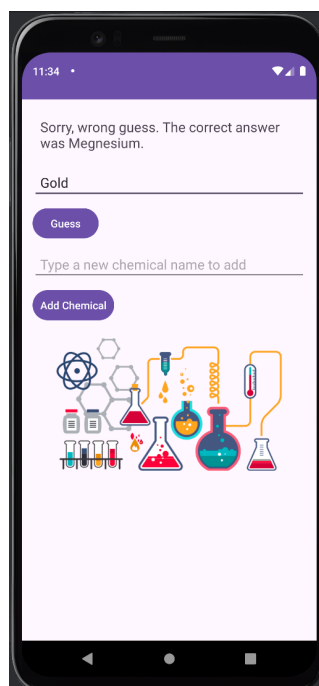 11:34
Sorry, wrong guess. The correct answer
was Megnesium.
Gold
Guess
Type a new chemical name to add
Add Chemical